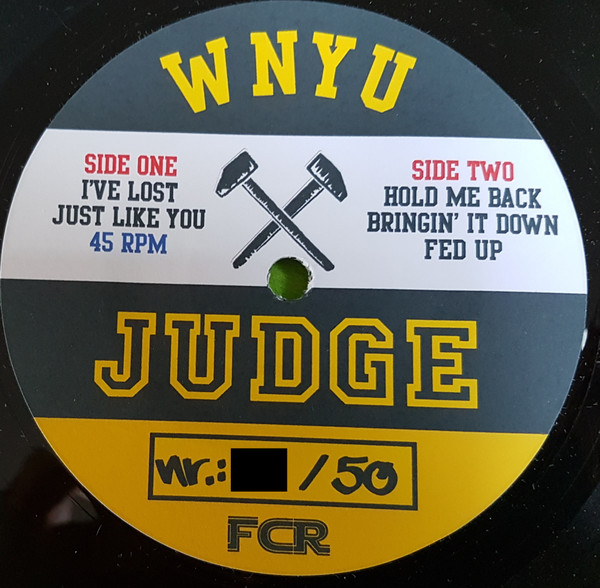 WNYU
SIDE ONE
I'VE LOST
JUST LIKE YOU
45 RPM
SIDE TWO
HOLD ME BACK
BRINGIN' IT DOWN
FED UP
JUDGE
nr.: /50
FCR